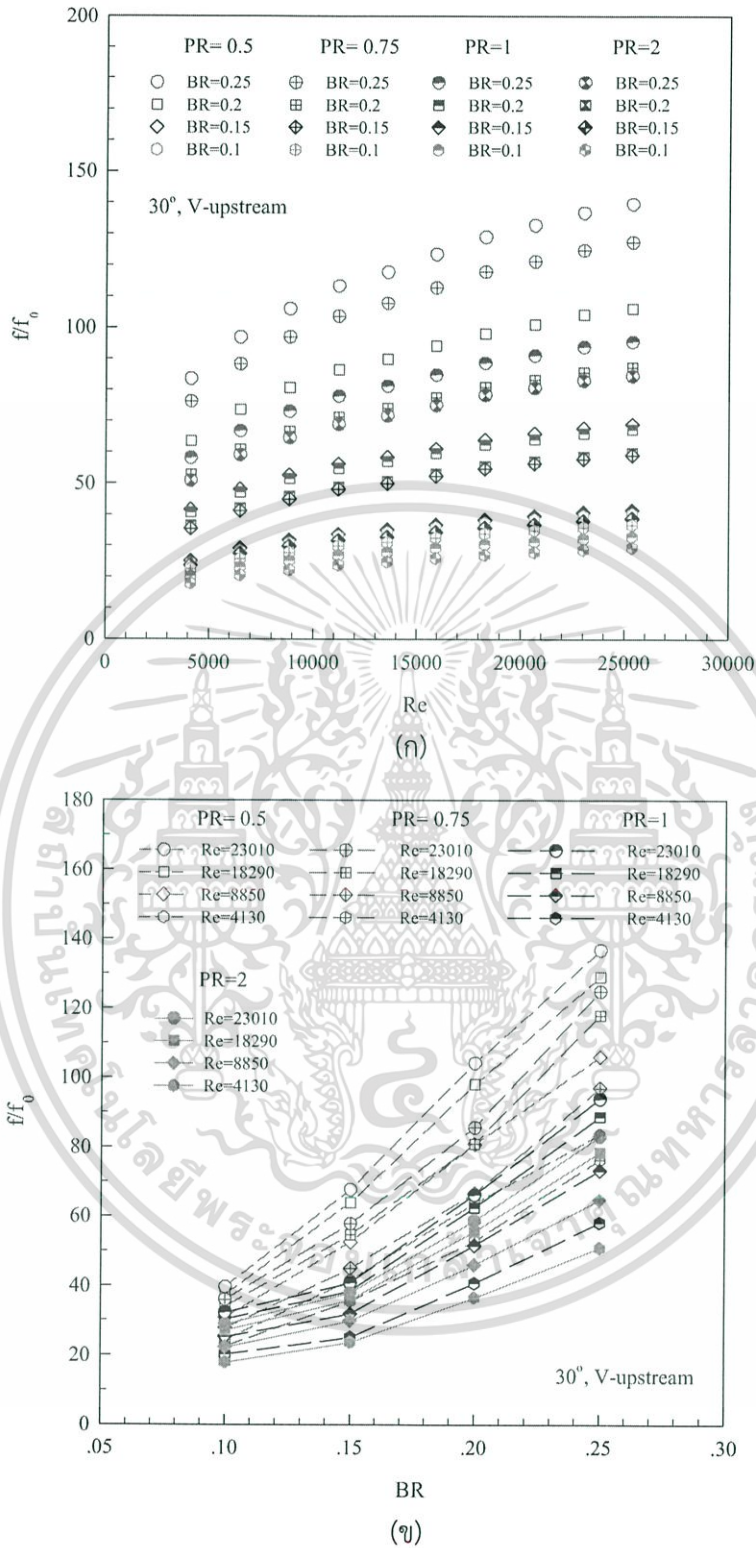 200
PR= 0.5 PR= 0.75 PR=1 PR=2
BR=0.25 BR=0.25 BR=0.25 BR=0.25
BR=0.2 BR=0.2 BR=0.2 BR=0.2
BR=0.15 BR=0.15 BR=0.15 BR=0.15
BR=0.1 BR=0.1 BR=0.1 BR=0.1
150
30°, V-upstream
f/f₀
100
50
0
0 5000 10000 15000 20000 25000 30000
Re
(ก)
180
PR= 0.5 PR= 0.75 PR=1
Re=23010 Re=23010 Re=23010
160
Re=18290 Re=18290 Re=18290
Re=8850 Re=8850 Re=8850
Re=4130 Re=4130 Re=4130
140
PR=2
Re=23010
120
Re=18290
Re=8850
100
Re=4130
f/f₀
80
60
40
20
30°, V-upstream
0
.05 .10 .15 .20 .25 .30
BR
(ข)